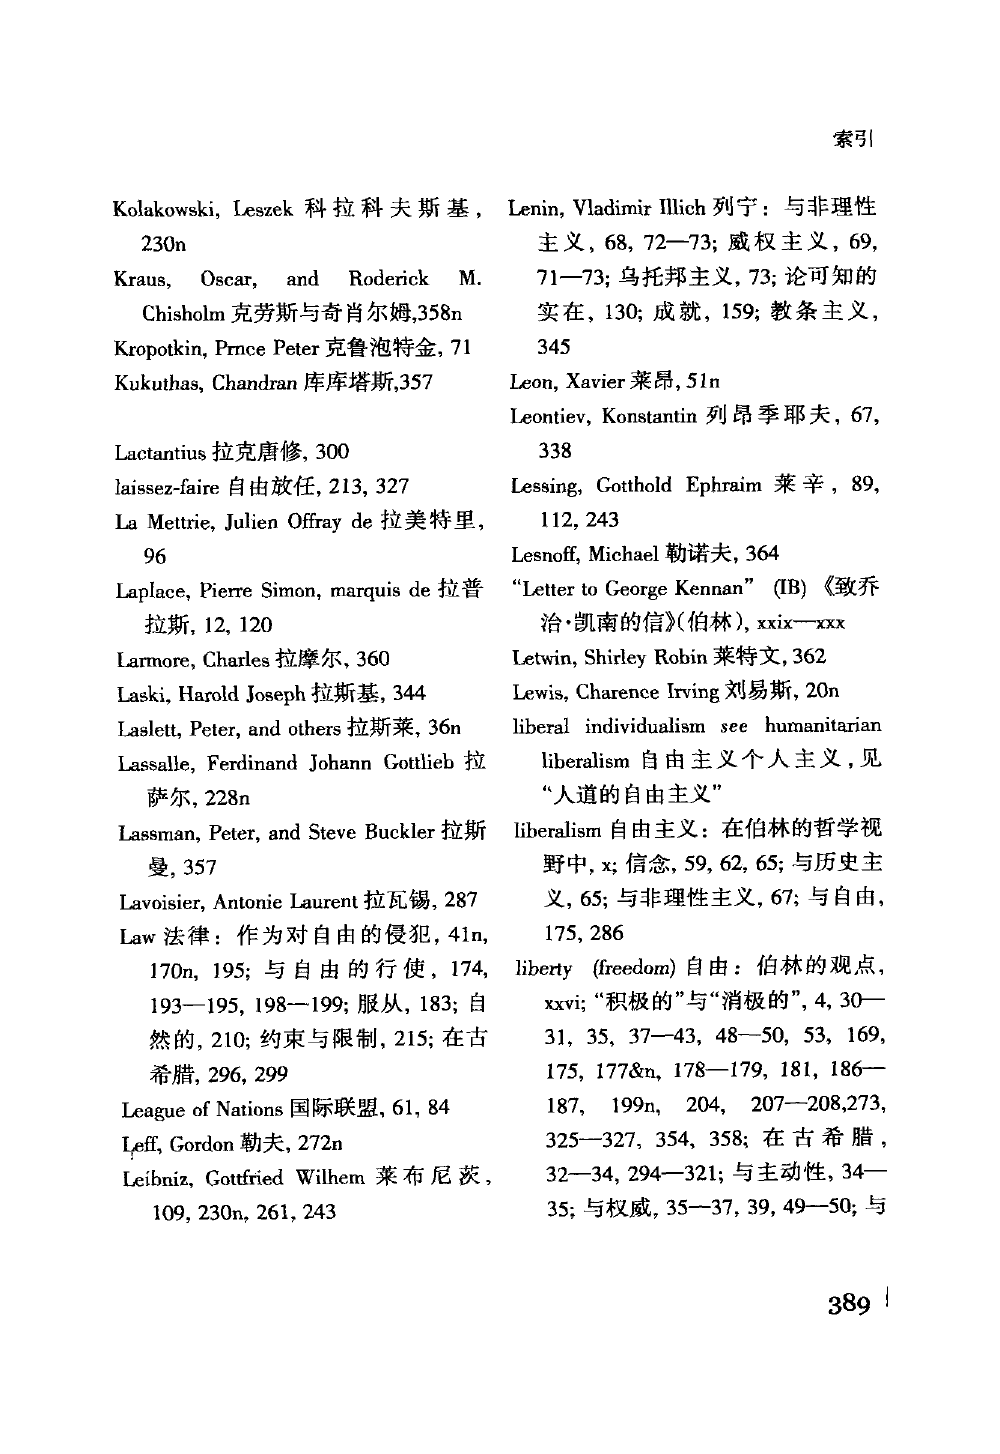 索引
Kolakowski, Leszek 科拉科夫斯基,
230n
Kraus, Oscar, and Roderick M.
Chisholm 克劳斯与奇肖尔姆,358n
Kropotkin, Prnce Peter 克鲁泡特金, 71
Kukuthas, Chandran 库库塔斯,357
Lactantius 拉克唐修, 300
laissez-faire 自由放任, 213, 327
La Mettrie, Julien Offray de 拉美特里,
96
Laplace, Pierre Simon, marquis de 拉普
拉斯, 12, 120
Larmore, Charles 拉摩尔, 360
Laski, Harold Joseph 拉斯基, 344
Laslett, Peter, and others 拉斯莱, 36n
Lassalle, Ferdinand Johann Gottlieb 拉
萨尔, 228n
Lassman, Peter, and Steve Buckler 拉斯
曼, 357
Lavoisier, Antonie Laurent 拉瓦锡, 287
Law 法律: 作为对自由的侵犯, 41n,
170n, 195; 与自由的行使, 174,
193—195, 198—199; 服从, 183; 自
然的, 210; 约束与限制, 215; 在古
希腊, 296, 299
League of Nations 国际联盟, 61, 84
Leff, Gordon 勒夫, 272n
Leibniz, Gottfried Wilhem 莱布尼茨,
109, 230n, 261, 243
Lenin, Vladimir Illich 列宁: 与非理性
主义, 68, 72—73; 威权主义, 69,
71—73; 乌托邦主义, 73; 论可知的
实在, 130; 成就, 159; 教条主义,
345
Leon, Xavier 莱昂, 51n
Leontiev, Konstantin 列昂季耶夫, 67,
338
Lessing, Gotthold Ephraim 莱辛, 89,
112, 243
Lesnoff, Michael 勒诺夫, 364
“Letter to George Kennan” (IB) 《致乔
治·凯南的信》(伯林), xxix—xxx
Letwin, Shirley Robin 莱特文, 362
Lewis, Charence Irving 刘易斯, 20n
liberal individualism see humanitarian
liberalism 自由主义个人主义,见
“人道的自由主义”
liberalism 自由主义: 在伯林的哲学视
野中, x; 信念, 59, 62, 65; 与历史主
义, 65; 与非理性主义, 67; 与自由,
175, 286
liberty (freedom) 自由: 伯林的观点,
xxvi; “积极的”与“消极的”, 4, 30—
31, 35, 37—43, 48—50, 53, 169,
175, 177&n, 178—179, 181, 186—
187, 199n, 204, 207—208,273,
325—327, 354, 358; 在古希腊,
32—34, 294—321; 与主动性, 34—
35; 与权威, 35—37, 39, 49—50; 与
389